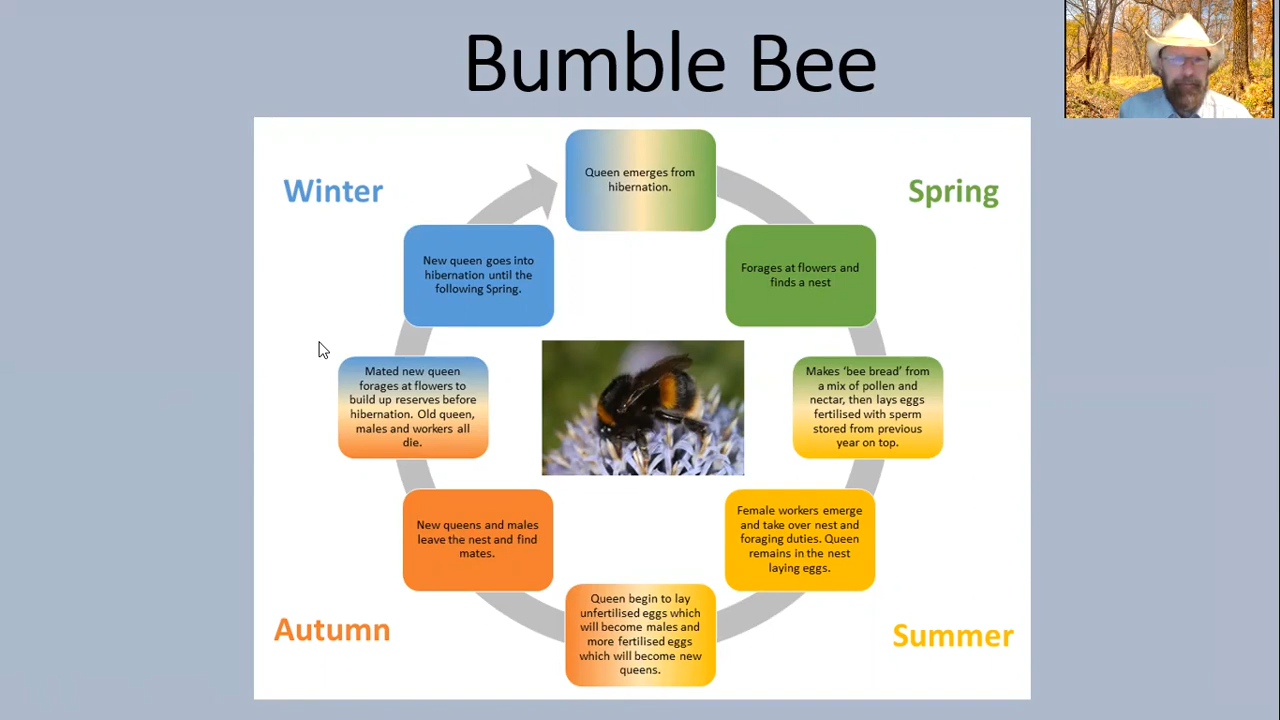 Bumble Bee
Winter
Spring
Queen emerges from
hibernation.
Forages at flowers and
finds a nest
Makes ‘bee bread’ from
a mix of pollen and
nectar, then lays eggs
fertilised with sperm
stored from previous
year on top.
Female workers emerge
and take over nest and
foraging duties. Queen
remains in the nest
laying eggs.
Summer
Queen begin to lay
unfertilised eggs which
will become males and
more fertilised eggs
which will become new
queens.
Autumn
New queens and males
leave the nest and find
mates.
Mated new queen
forages at flowers to
build up reserves before
hibernation. Old queen,
males and workers all
die.
New queen goes into
hibernation until the
following Spring.